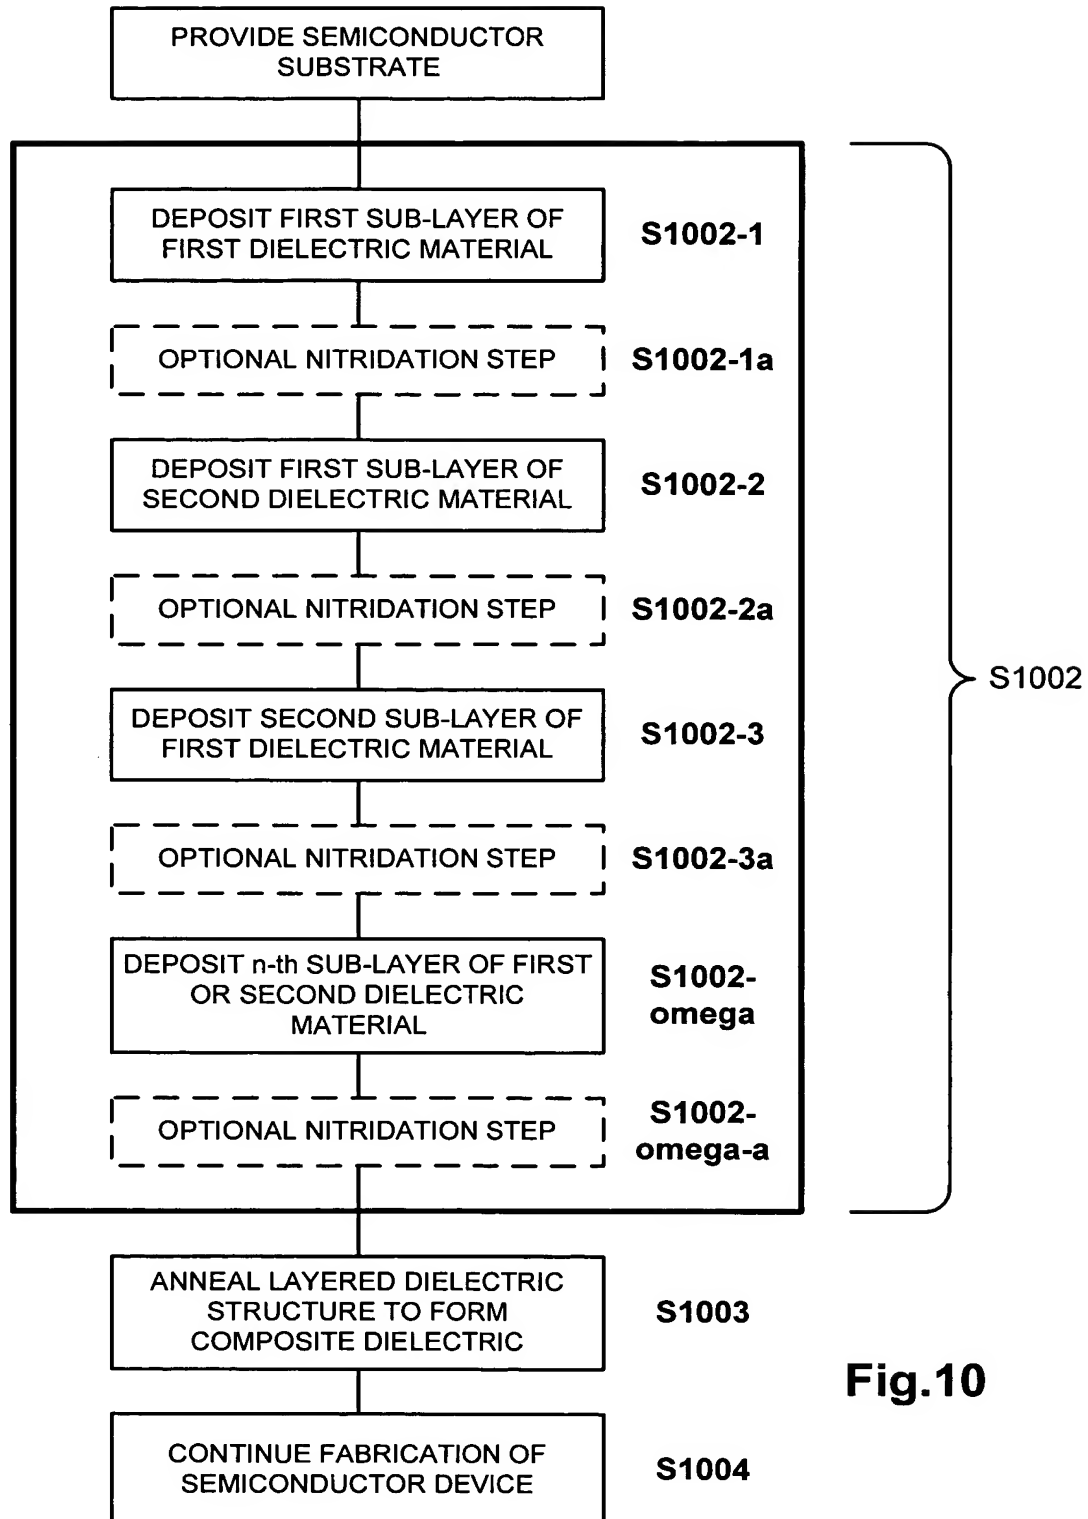 PROVIDE SEMICONDUCTOR
SUBSTRATE
DEPOSIT FIRST SUB-LAYER OF
FIRST DIELECTRIC MATERIAL
S1002-1
OPTIONAL NITRIDATION STEP
S1002-1a
DEPOSIT FIRST SUB-LAYER OF
SECOND DIELECTRIC MATERIAL
S1002-2
OPTIONAL NITRIDATION STEP
S1002-2a
S1002
DEPOSIT SECOND SUB-LAYER OF
FIRST DIELECTRIC MATERIAL
S1002-3
OPTIONAL NITRIDATION STEP
S1002-3a
DEPOSIT n-th SUB-LAYER OF FIRST
OR SECOND DIELECTRIC
MATERIAL
S1002-
omega
OPTIONAL NITRIDATION STEP
S1002-
omega-a
ANNEAL LAYERED DIELECTRIC
STRUCTURE TO FORM
COMPOSITE DIELECTRIC
S1003
Fig.10
CONTINUE FABRICATION OF
SEMICONDUCTOR DEVICE
S1004